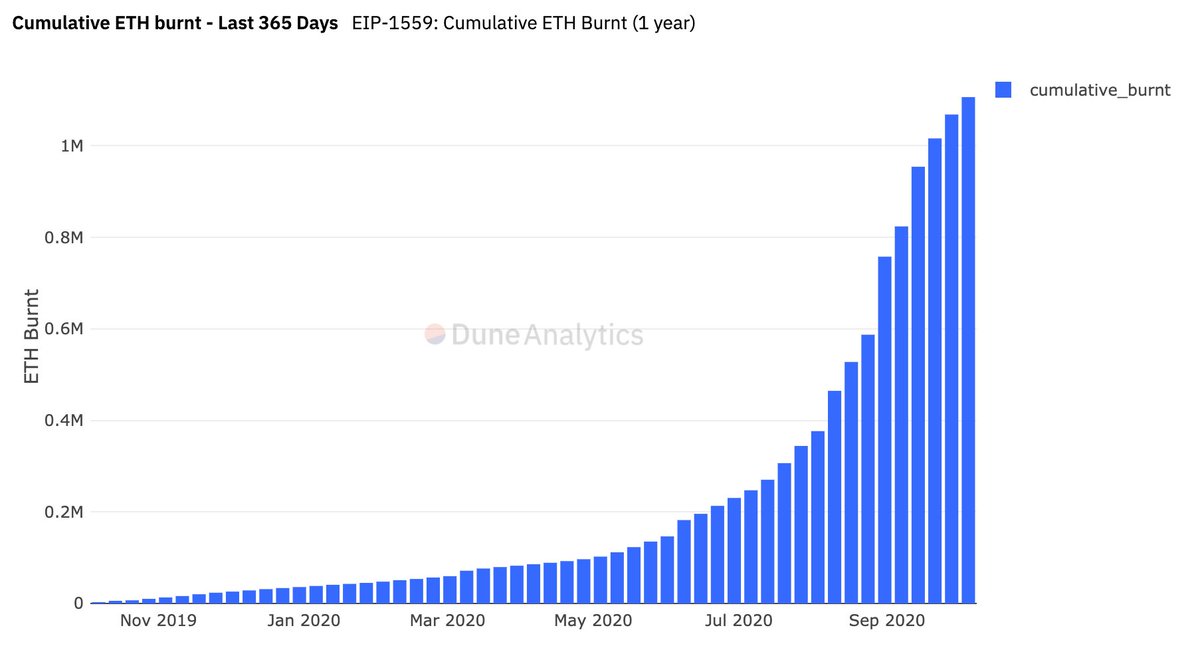 Cumulative ETH burnt - Last 365 Days EIP-1559: Cumulative ETH Burnt (1 year)
cumulative_burnt
1M
0.8M
0.6M
0.4M
0.2M
0
ETH Burnt
Dune Analytics
Nov 2019 Jan 2020 Mar 2020 May 2020 Jul 2020 Sep 2020